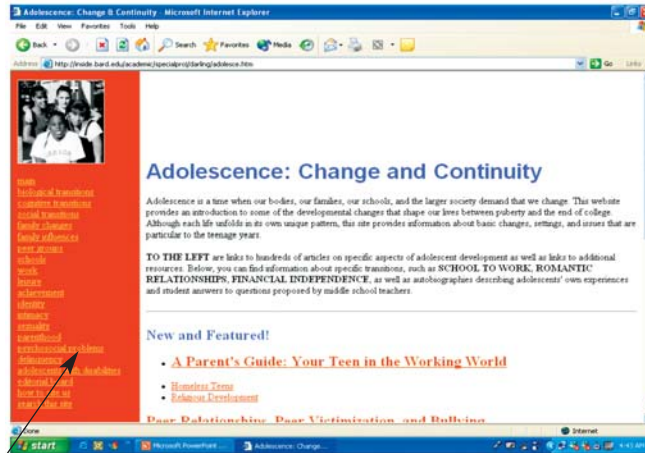 Adolescence: Change & Continuity - Microsoft Internet Explorer
File Edit View Favorites Tools Help
Back Search Favorites Media
Address http://inside.bard.edu/academic/specialproj/darling/adolesce.htm Go Links
main
biological transitions
cognitive transitions
social transitions
family changes
family influences
peer groups
schools
work
leisure
achievement
identity
intimacy
sexuality
parenthood
psychosocial problems
delinquency
adolescents with disabilities
editorial board
how to use us
search this site
Adolescence: Change and Continuity
Adolescence is a time when our bodies, our families, our schools, and the larger society demand that we change. This website
provides an introduction to some of the developmental changes that shape our lives between puberty and the end of college.
Although each life unfolds in its own unique pattern, this site provides information about basic changes, settings, and issues that are
particular to the teenage years.
TO THE LEFT are links to hundreds of articles on specific aspects of adolescent development as well as links to additional
resources. Below, you can find information about specific transitions, such as SCHOOL TO WORK, ROMANTIC
RELATIONSHIPS, FINANCIAL INDEPENDENCE, as well as autobiographies describing adolescents' own experiences
and student answers to questions proposed by middle school teachers.
New and Featured!
A Parent's Guide: Your Teen in the Working World
Homeless Teens
Religious Development
Peer Relationships, Peer Victimization, and Bullying
Done Internet
start Microsoft PowerPoint ... Adolescence: Change... 4:43 AM